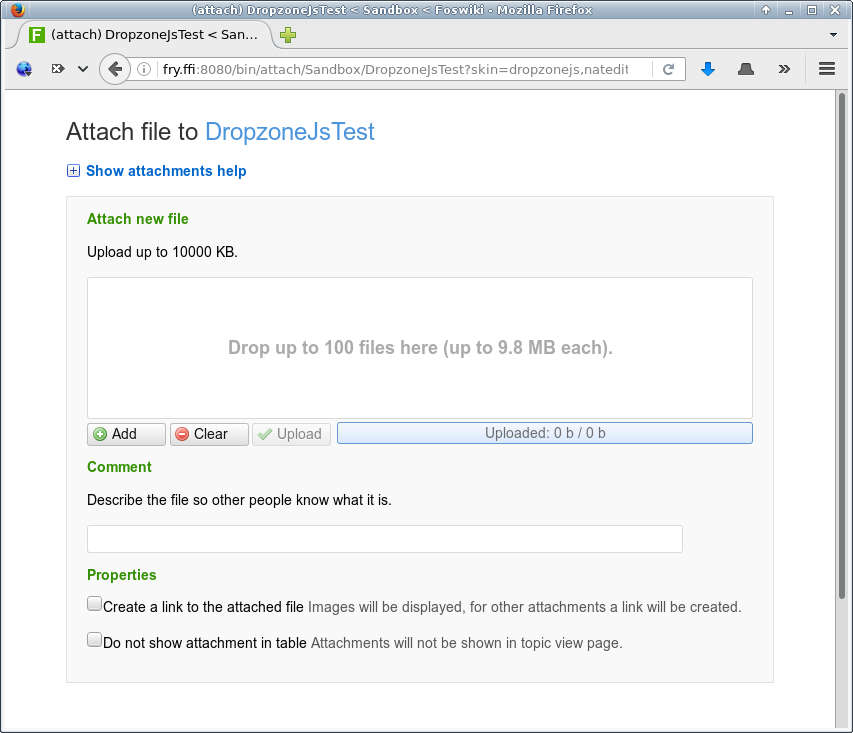 (attach) DropzoneJsTest < Sandbox < Foswiki - Mozilla Firefox
F (attach) DropzoneJsTest < San...
fry.ffi:8080/bin/attach/Sandbox/DropzoneJsTest?skin=dropzonejs,natedit
Attach file to DropzoneJsTest
Show attachments help
Attach new file
Upload up to 10000 KB.
Drop up to 100 files here (up to 9.8 MB each).
Add Clear Upload Uploaded: 0 b / 0 b
Comment
Describe the file so other people know what it is.
Properties
Create a link to the attached file Images will be displayed, for other attachments a link will be created.
Do not show attachment in table Attachments will not be shown in topic view page.